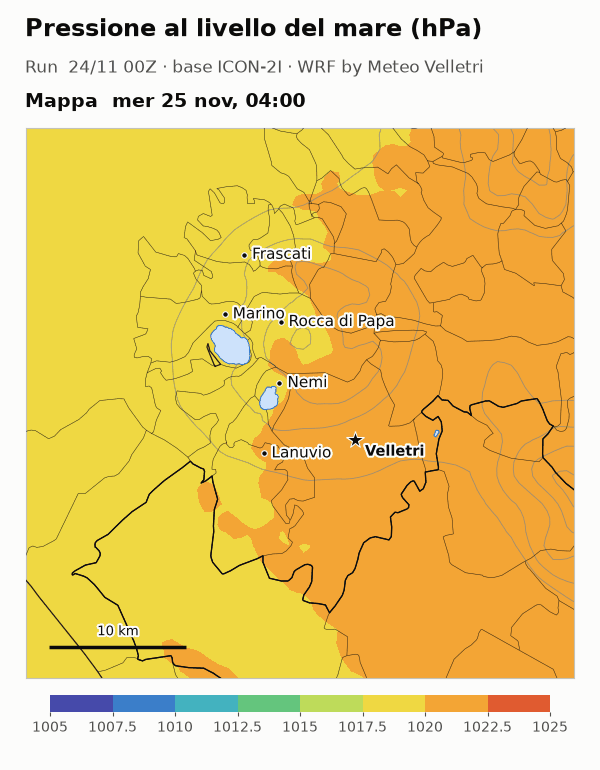 Pressione al livello del mare (hPa)
Run  24/11 00Z · base ICON-2I · WRF by Meteo Velletri
Mappa  mer 25 nov, 04:00
Frascati
Marino
Rocca di Papa
Nemi
Velletri
Lanuvio
10 km
1005 1007.5 1010 1012.5 1015 1017.5 1020 1022.5 1025